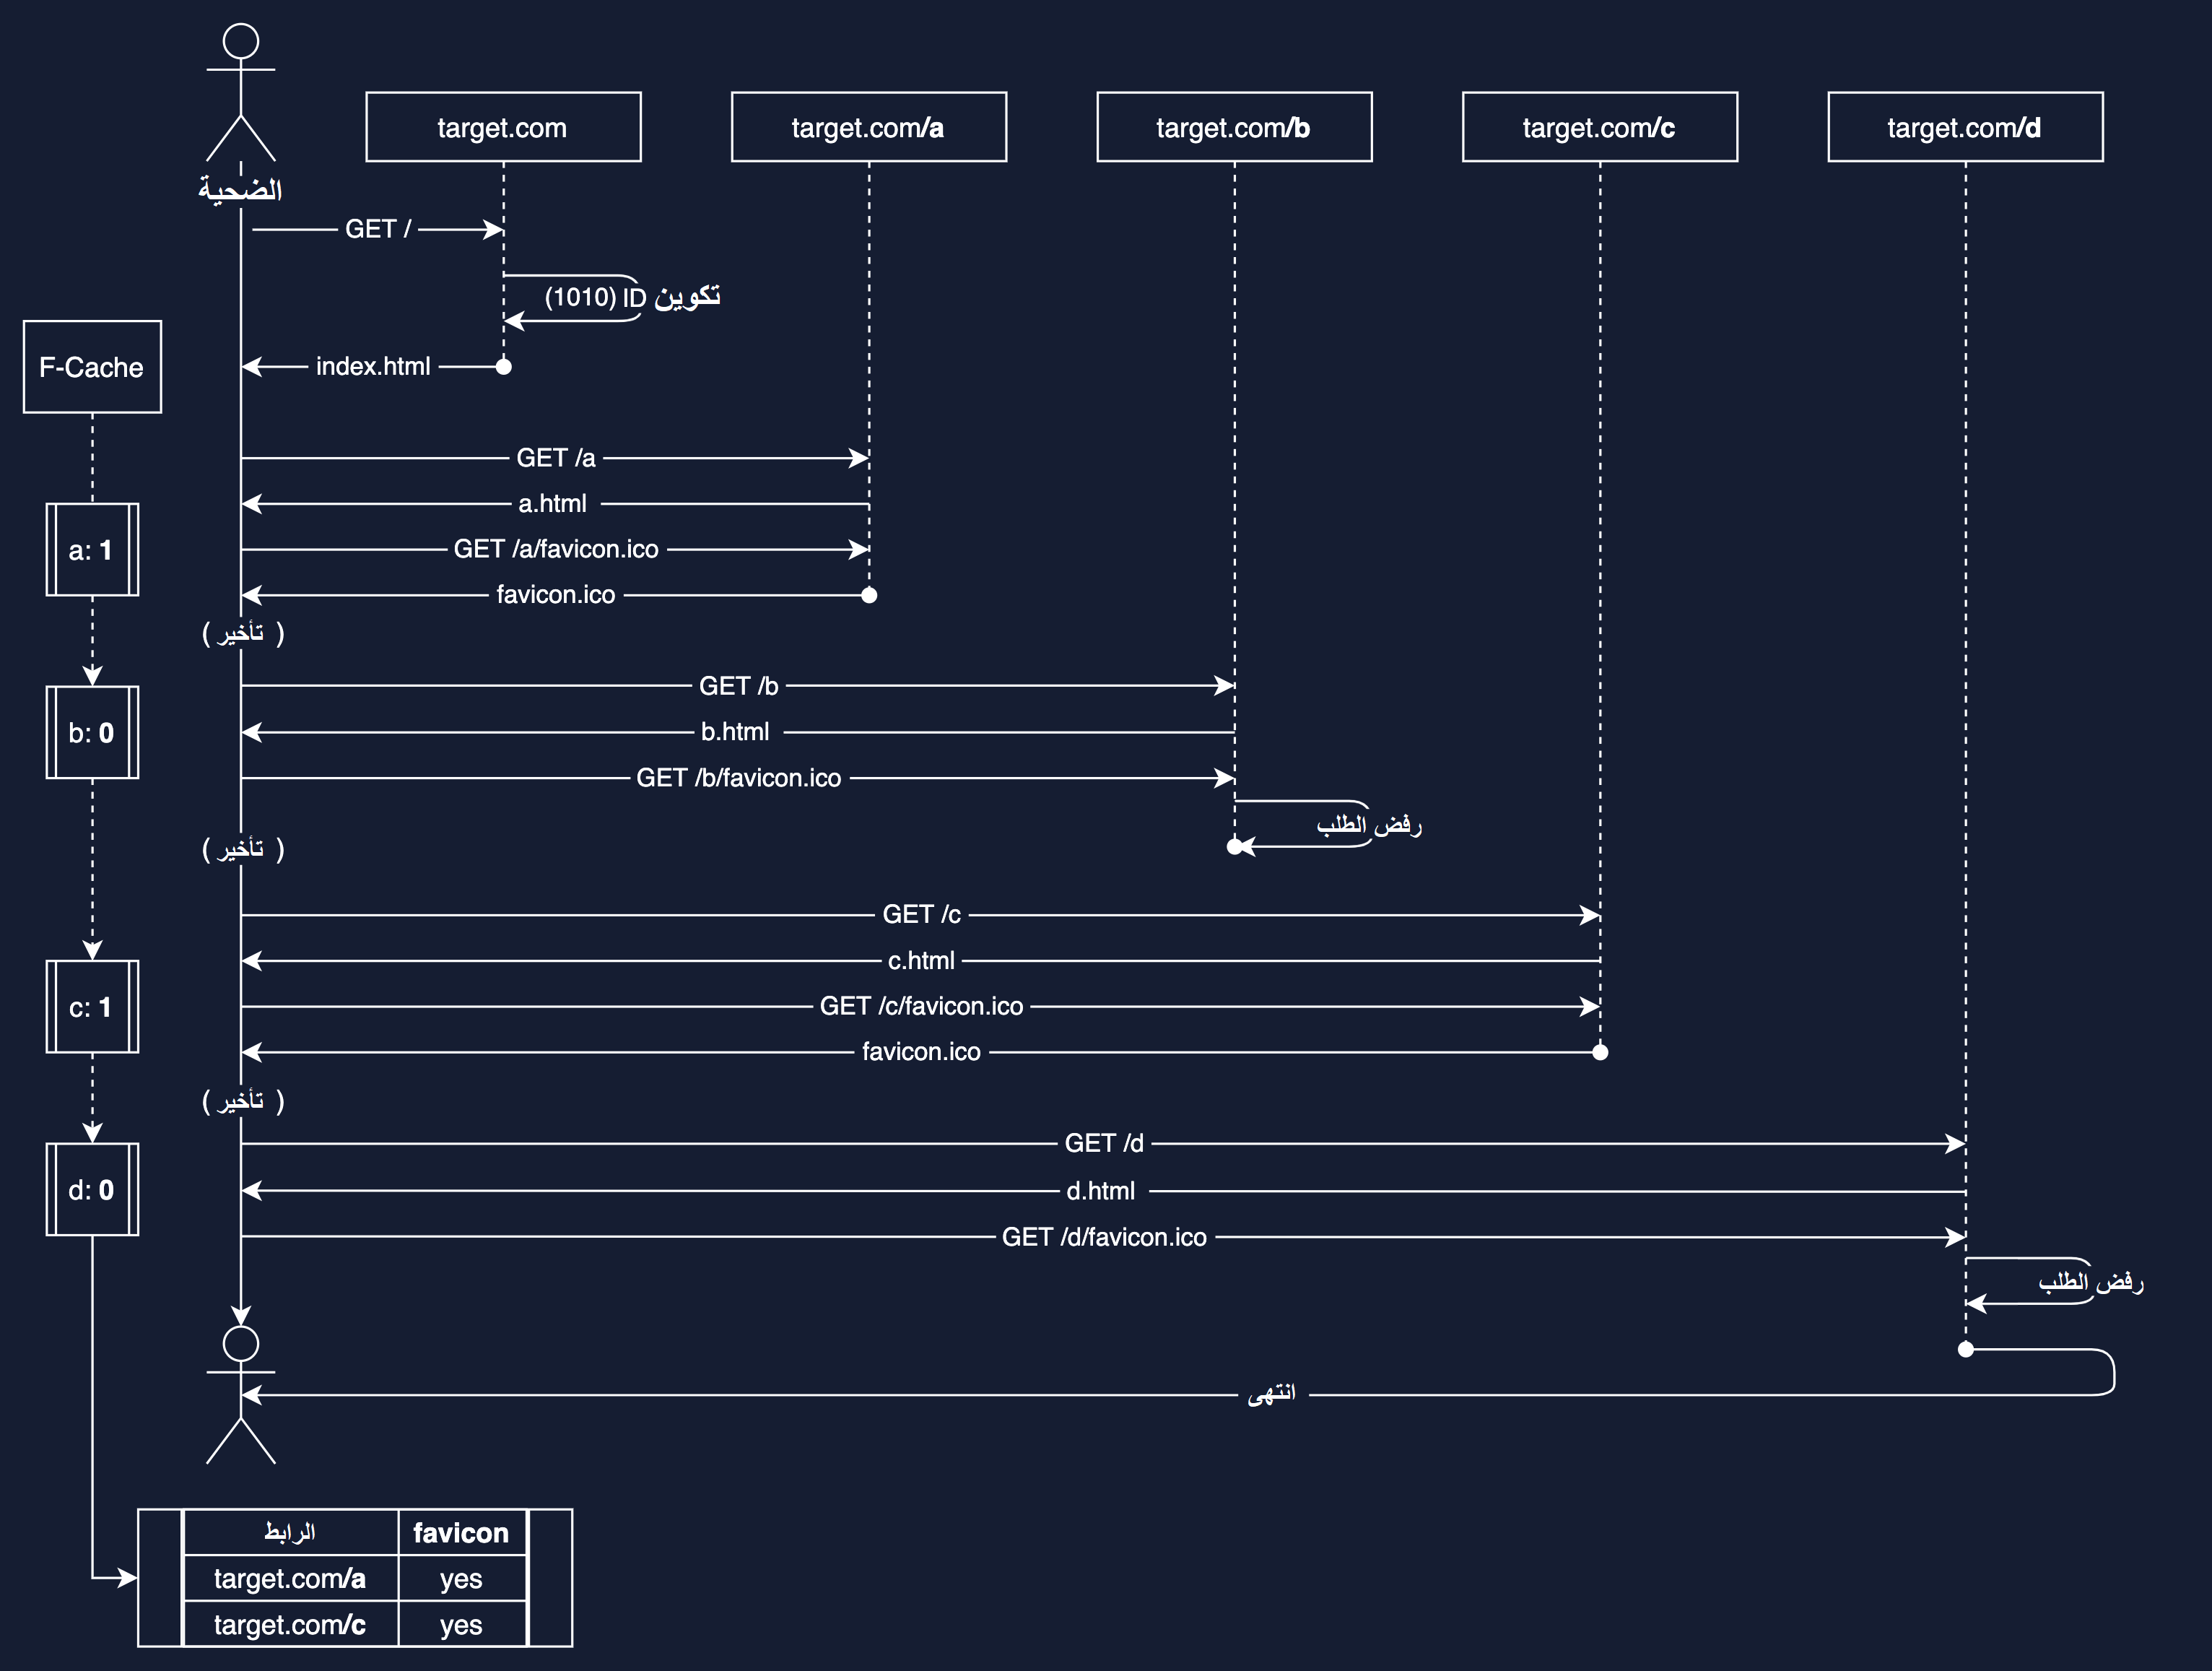 target.com
target.com/a
target.com/b
target.com/c
target.com/d
الضحية
GET /
تكوين ID (1010)
F-Cache
index.html
GET /a
a.html
a: 1
GET /a/favicon.ico
favicon.ico
( تأخير )
GET /b
b.html
b: 0
GET /b/favicon.ico
رفض الطلب
( تأخير )
GET /c
c.html
c: 1
GET /c/favicon.ico
favicon.ico
( تأخير )
GET /d
d.html
d: 0
GET /d/favicon.ico
رفض الطلب
انتهى
الرابط favicon
target.com/a yes
target.com/c yes